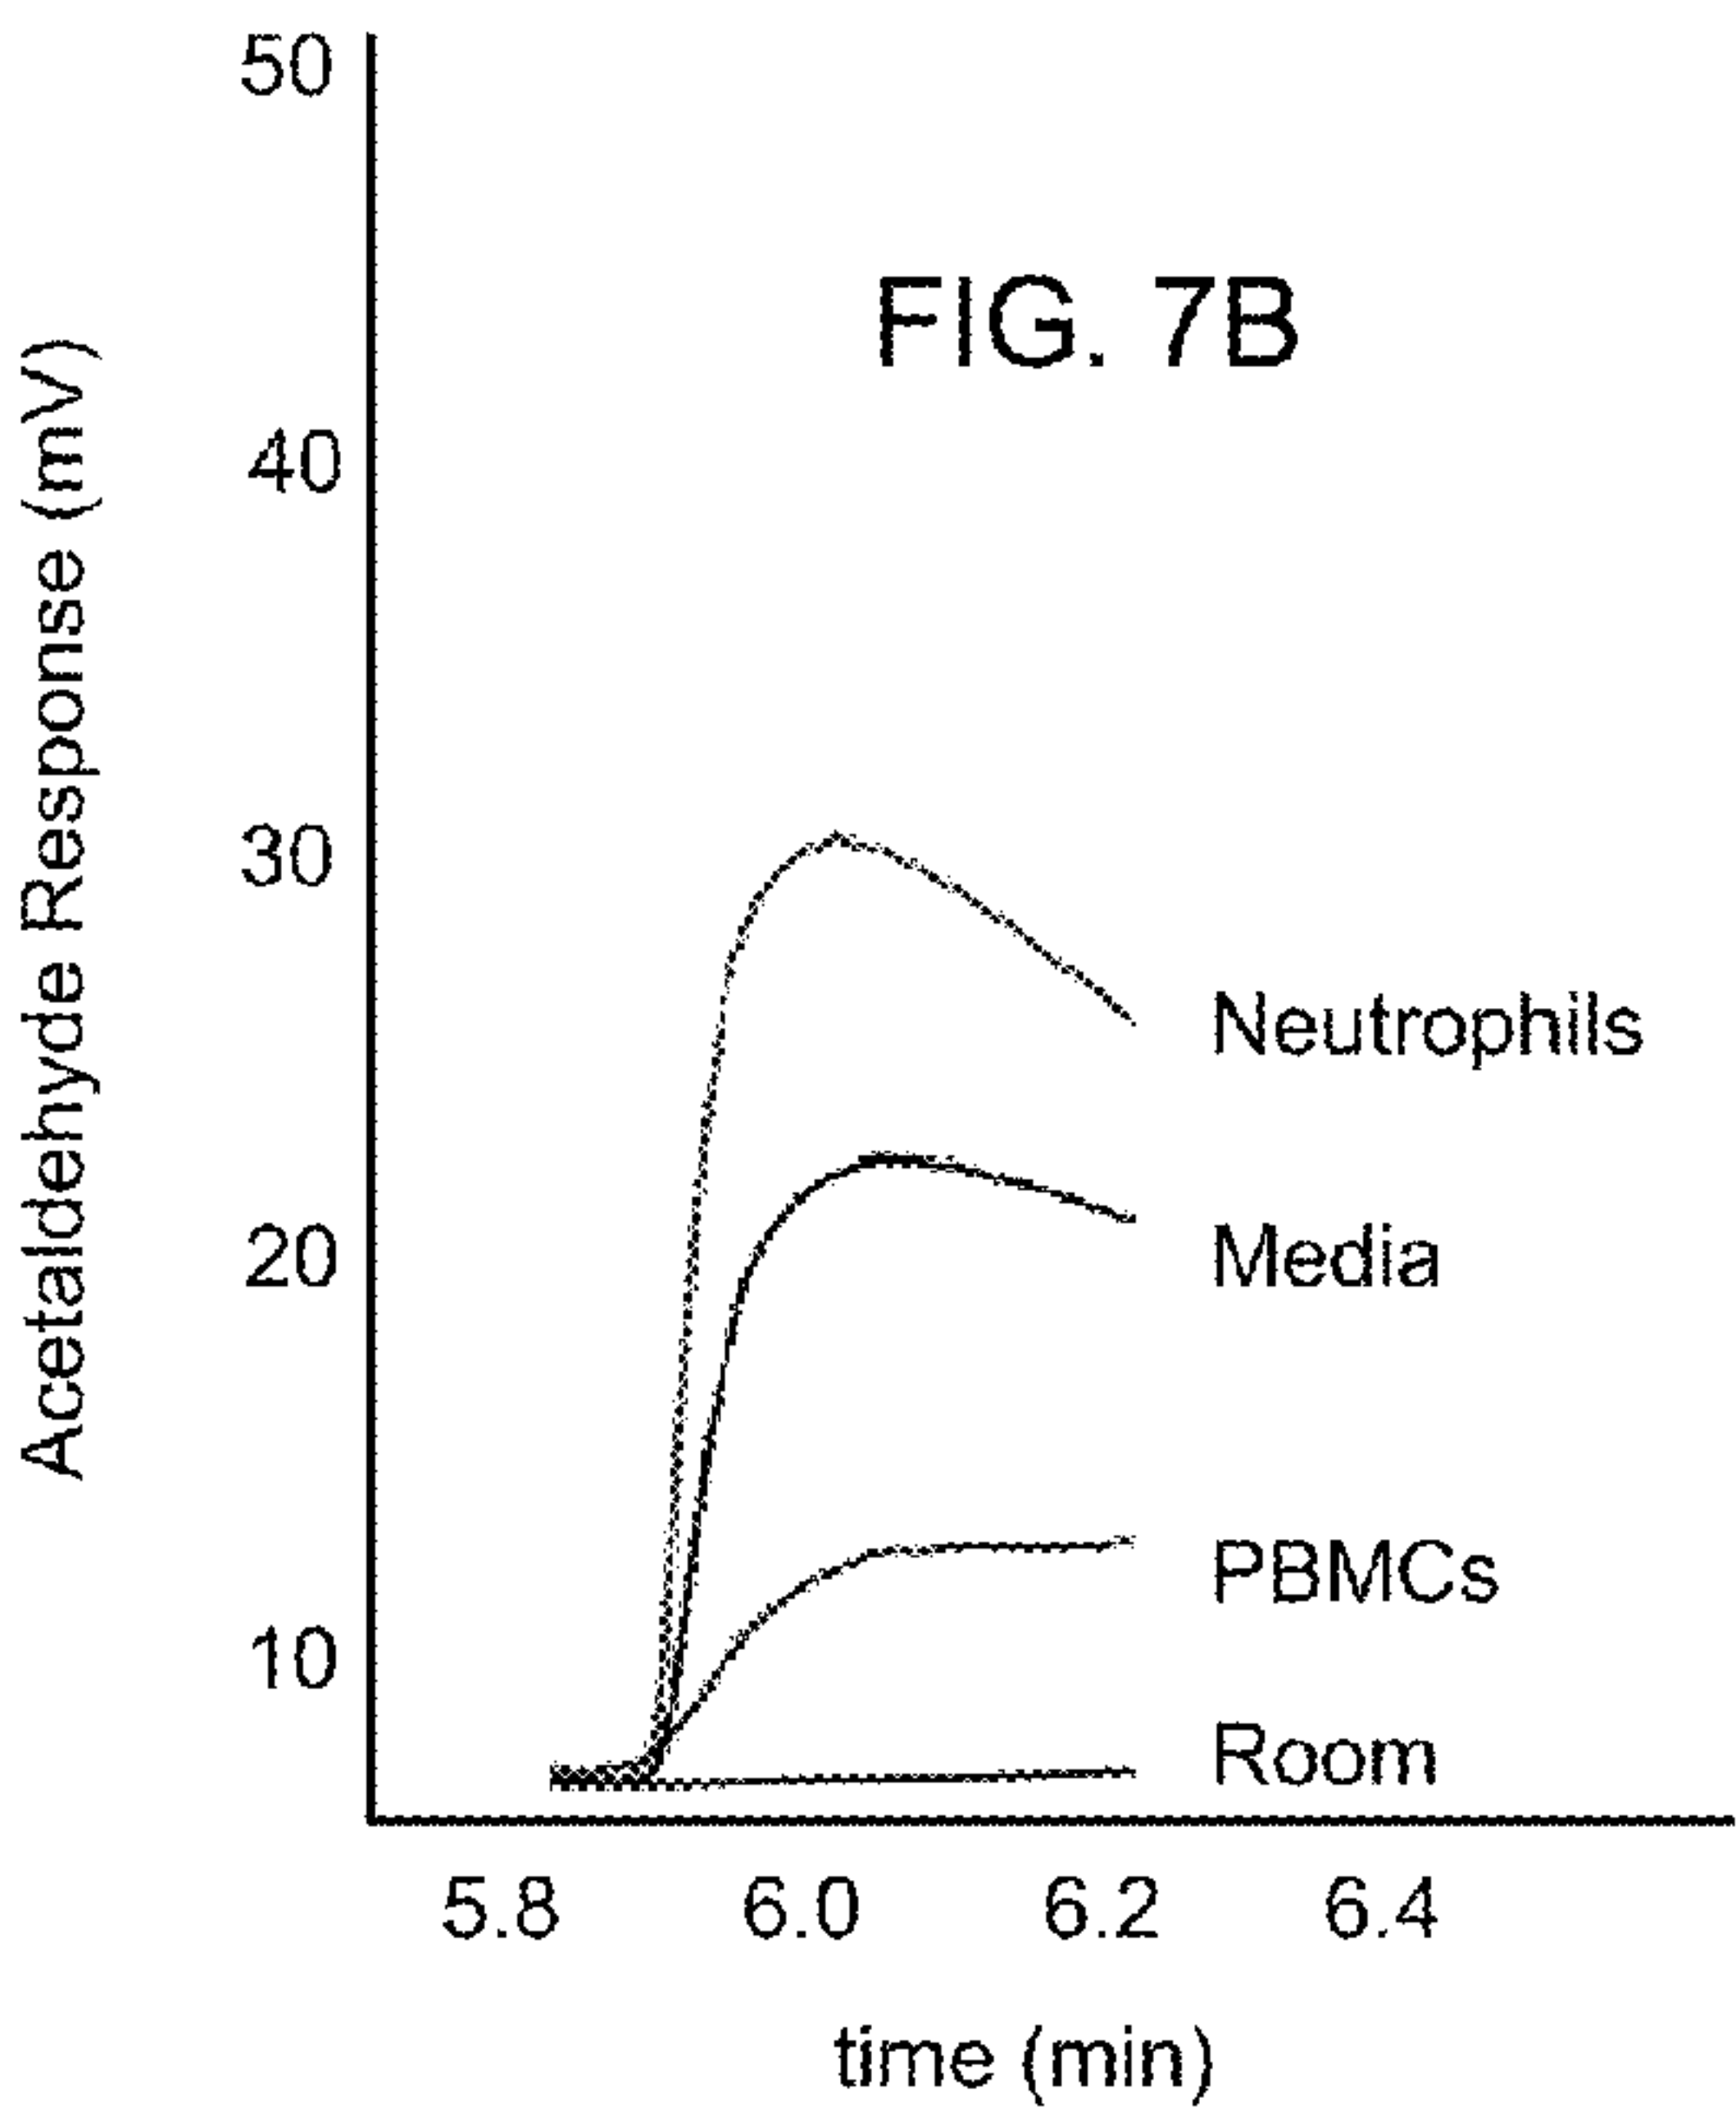 50
FIG. 7B
40
Acetaldehyde Response (mV)
30
Neutrophils
20
Media
PBMCs
10
Room
5.8 6.0 6.2 6.4
time (min)